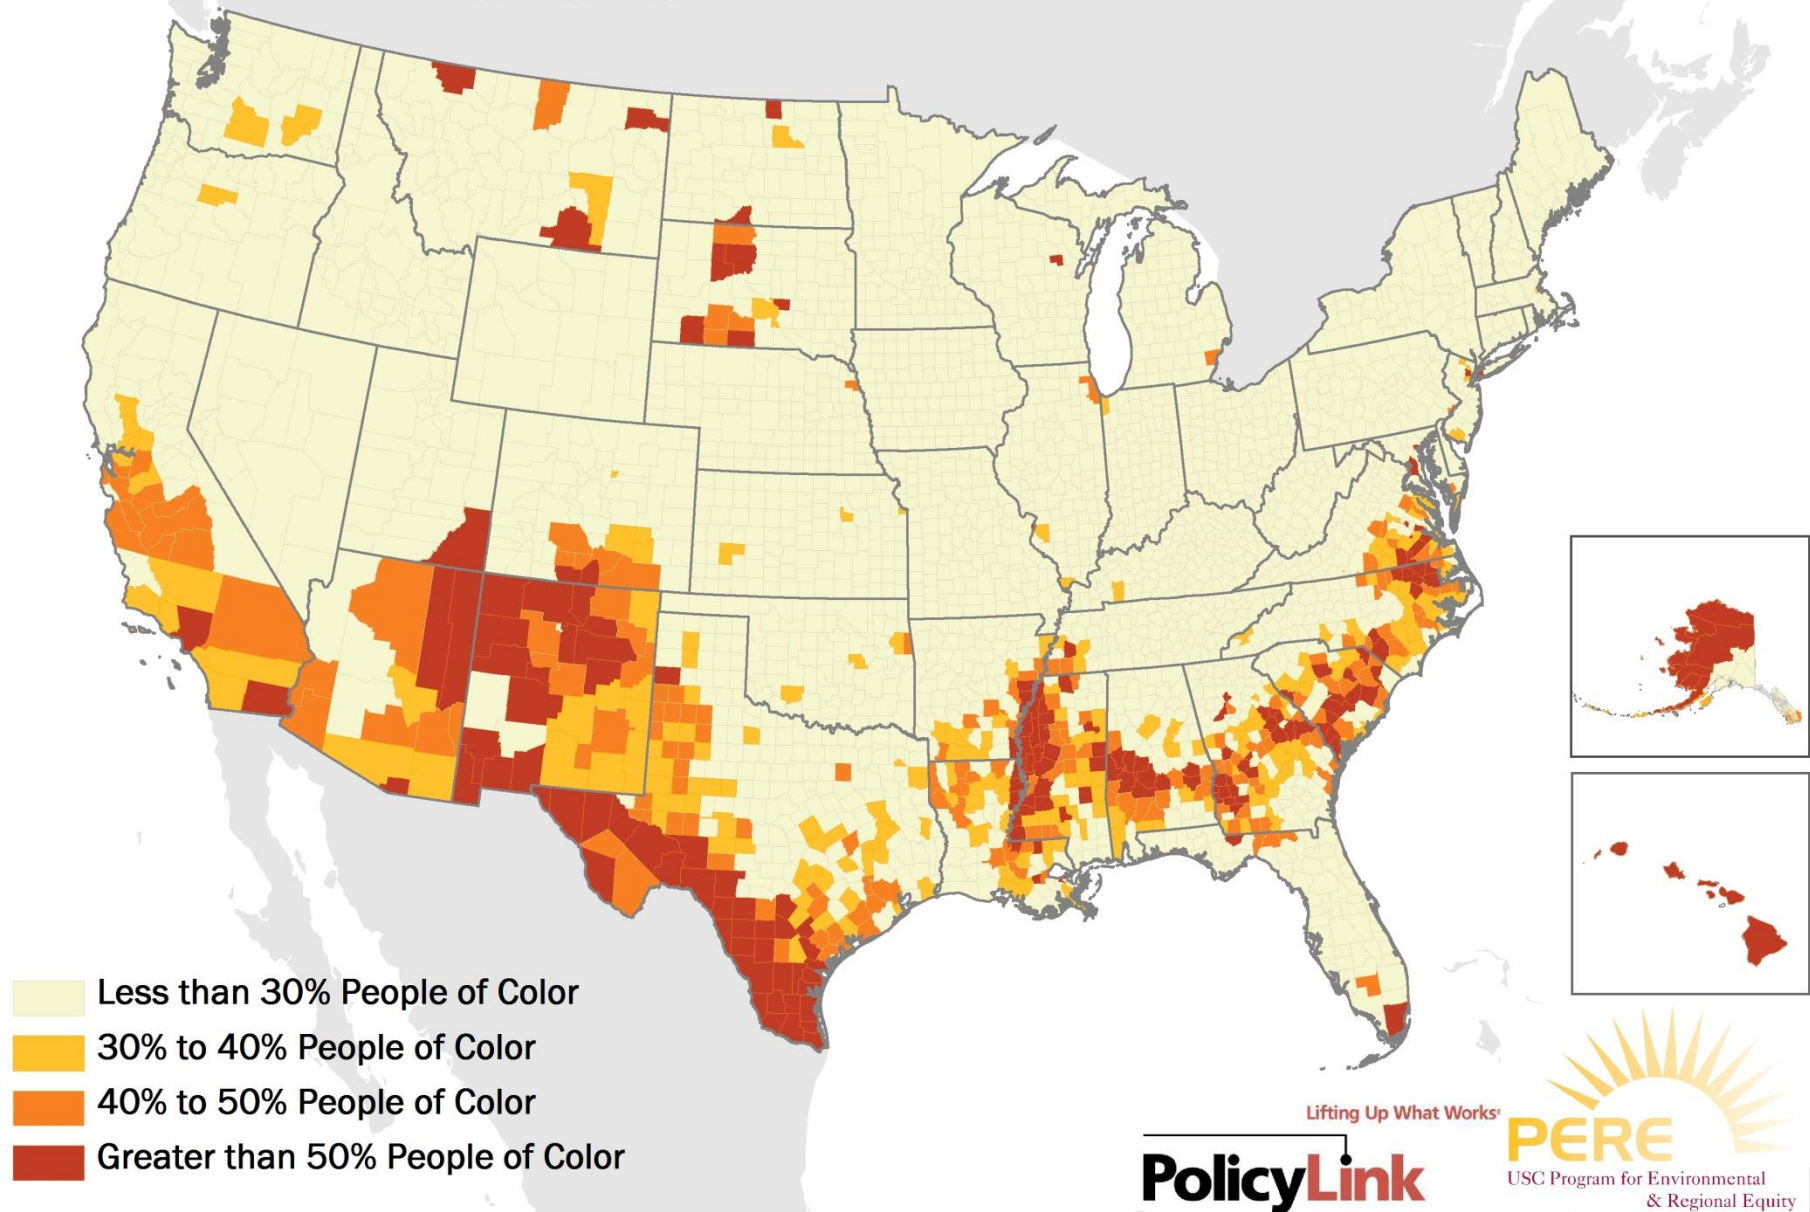 Less than 30% People of Color
30% to 40% People of Color
40% to 50% People of Color
Greater than 50% People of Color
Lifting Up What Works
PolicyLink
PERE
USC Program for Environmental
& Regional Equity